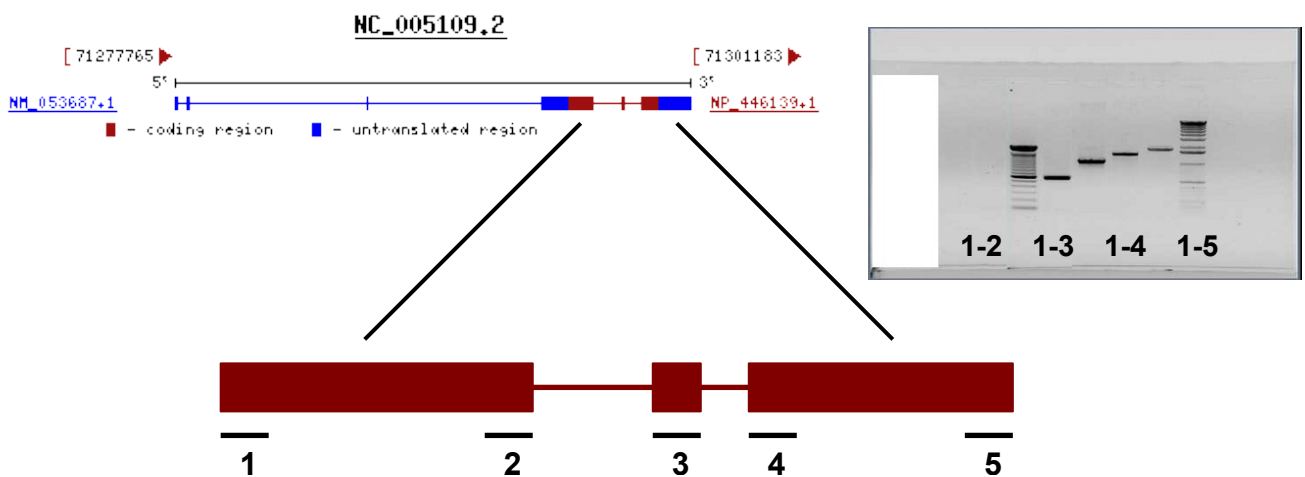 NC_005109.2
[ 71277765
[ 71301183
5'
3'
NM_053687.1
NP_446139.1
- coding region
- untranslated region
1-2 1-3 1-4 1-5
1 2 3 4 5